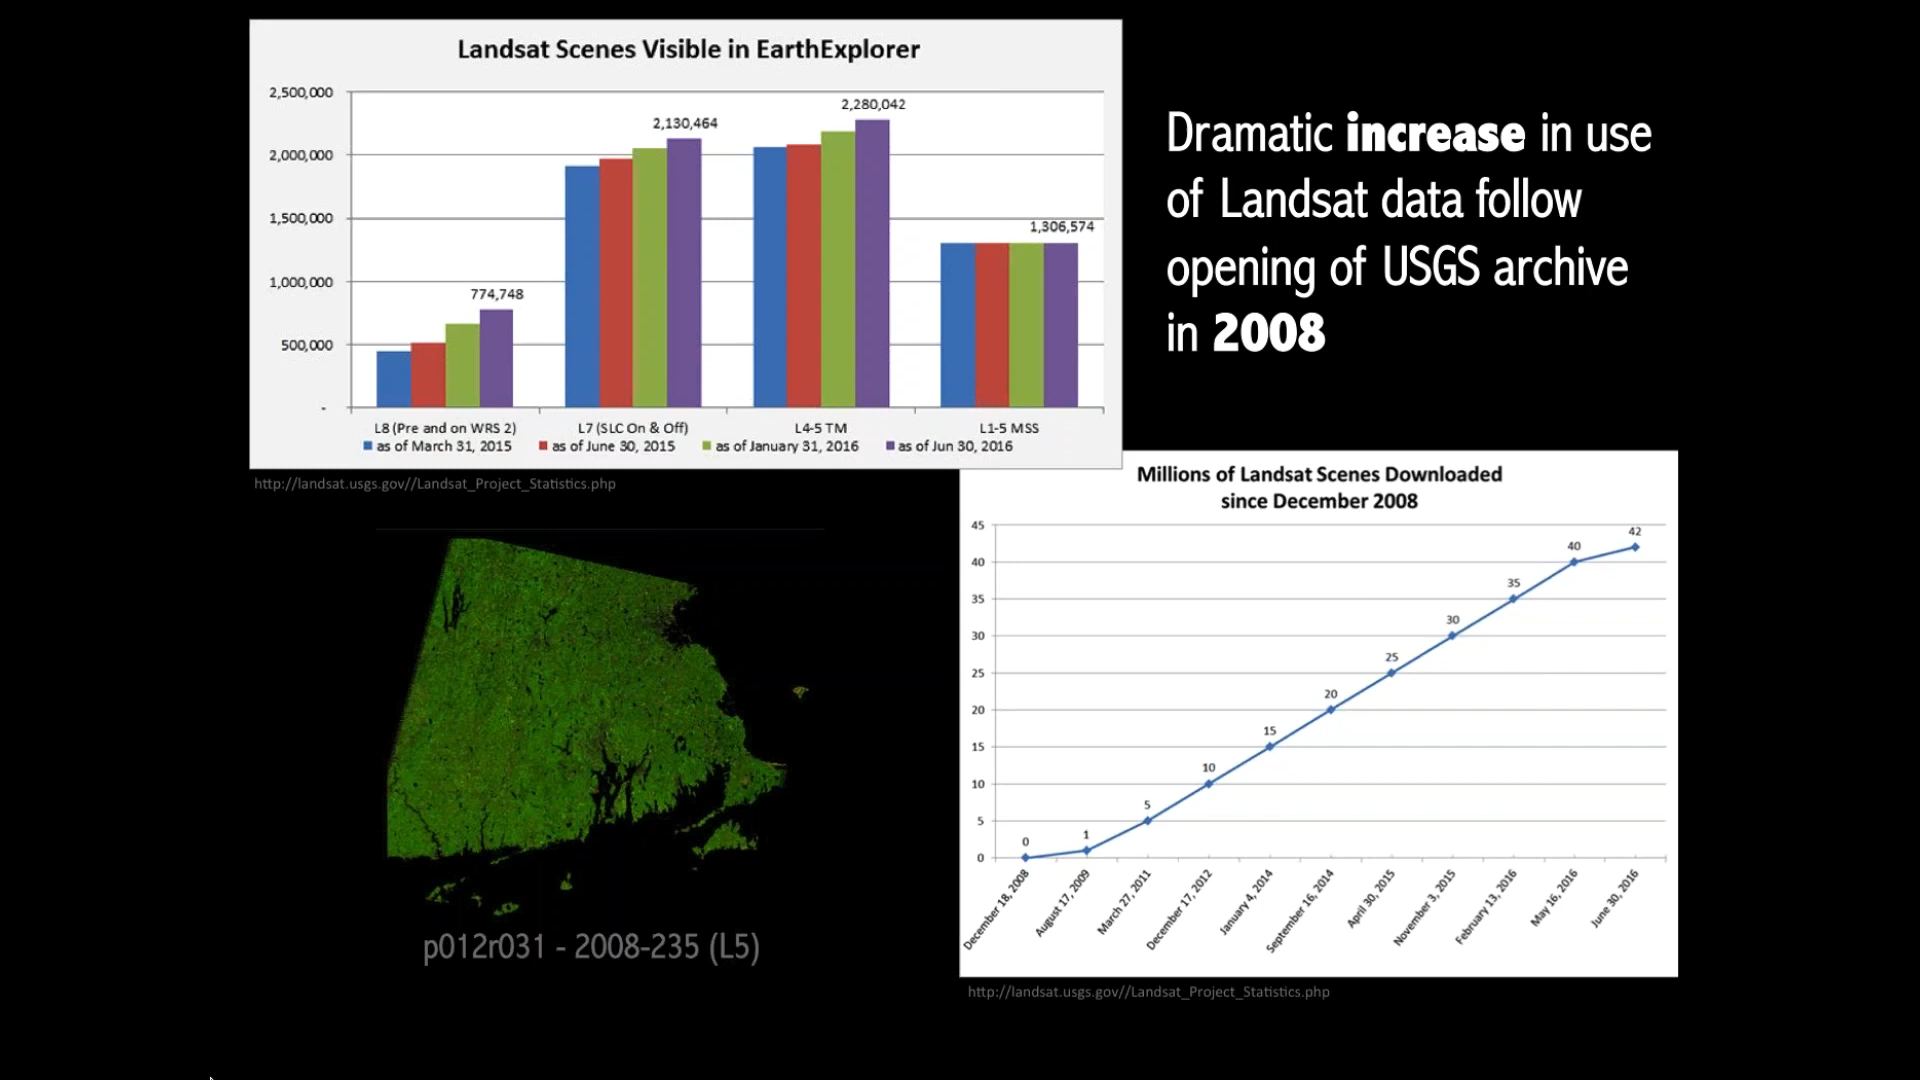 Landsat Scenes Visible in EarthExplorer
2,500,000
2,000,000
1,500,000
1,000,000
500,000
-
774,748
2,130,464
2,280,042
1,306,574
L8 (Pre and on WRS 2)
L7 (SLC On & Off)
L4-5 TM
L1-5 MSS
as of March 31, 2015
as of June 30, 2015
as of January 31, 2016
as of Jun 30, 2016
http://landsat.usgs.gov//Landsat_Project_Statistics.php
Dramatic increase in use
of Landsat data follow
opening of USGS archive
in 2008
Millions of Landsat Scenes Downloaded
since December 2008
45
40
35
30
25
20
15
10
5
0
0
1
5
10
15
20
25
30
35
40
42
December 18, 2008
August 17, 2009
March 27, 2011
December 17, 2012
January 4, 2014
September 16, 2014
April 30, 2015
November 3, 2015
February 13, 2016
May 16, 2016
June 30, 2016
http://landsat.usgs.gov//Landsat_Project_Statistics.php
p012r031 - 2008-235 (L5)